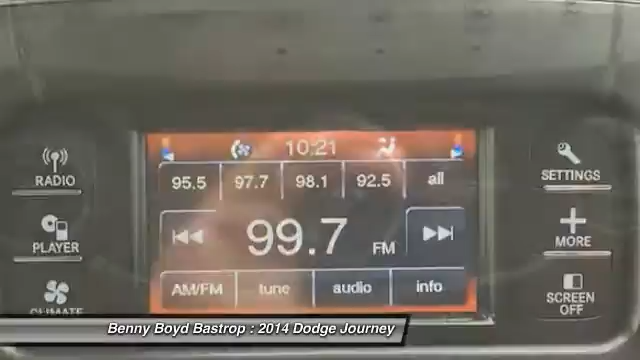 10:21
RADIO
95.5 97.7 98.1 92.5 all
SETTINGS
99.7 FM
PLAYER
MORE
AM/FM tune audio info
CLIMATE
SCREEN
OFF
Benny Boyd Bastrop : 2014 Dodge Journey